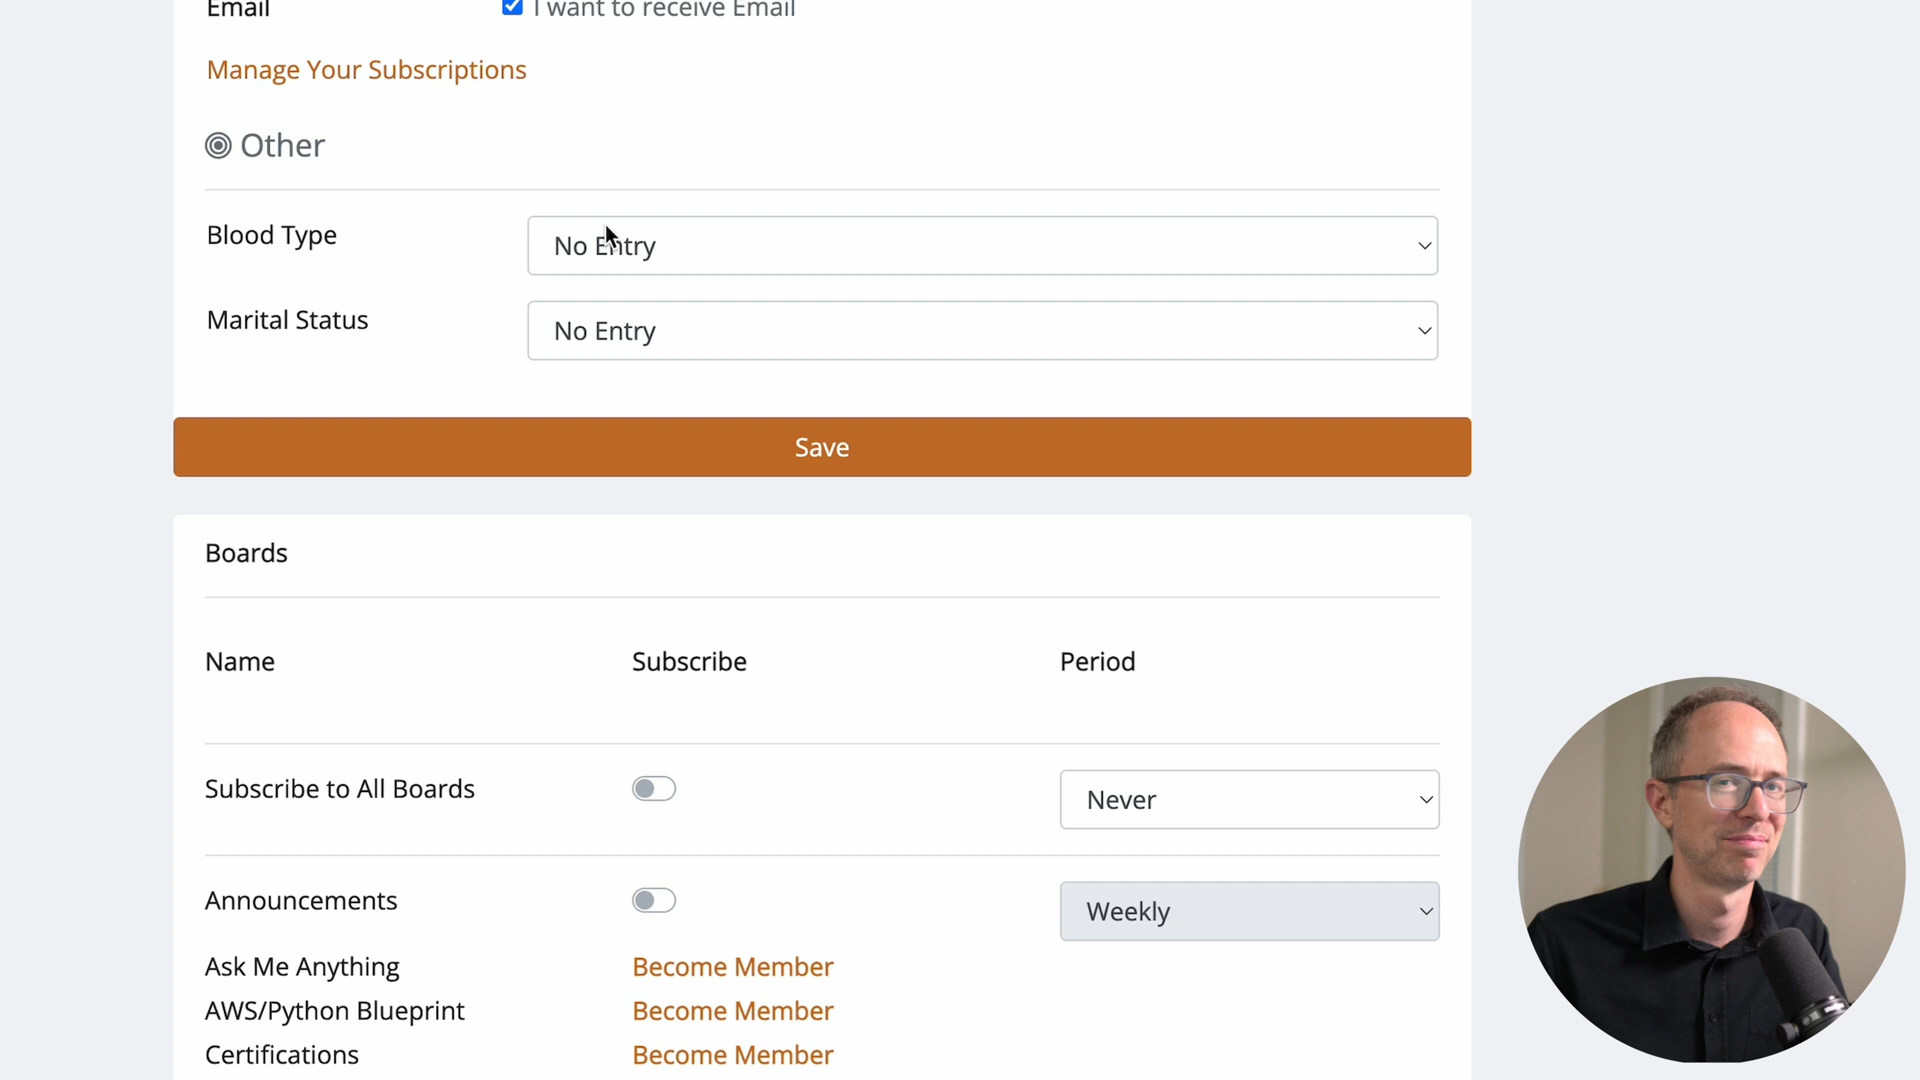 Email
I want to receive Email
Manage Your Subscriptions
Other
Blood Type
No Entry
Marital Status
No Entry
Save
Boards
Name Subscribe Period
Subscribe to All Boards
Never
Announcements
Weekly
Ask Me Anything Become Member
AWS/Python Blueprint Become Member
Certifications Become Member